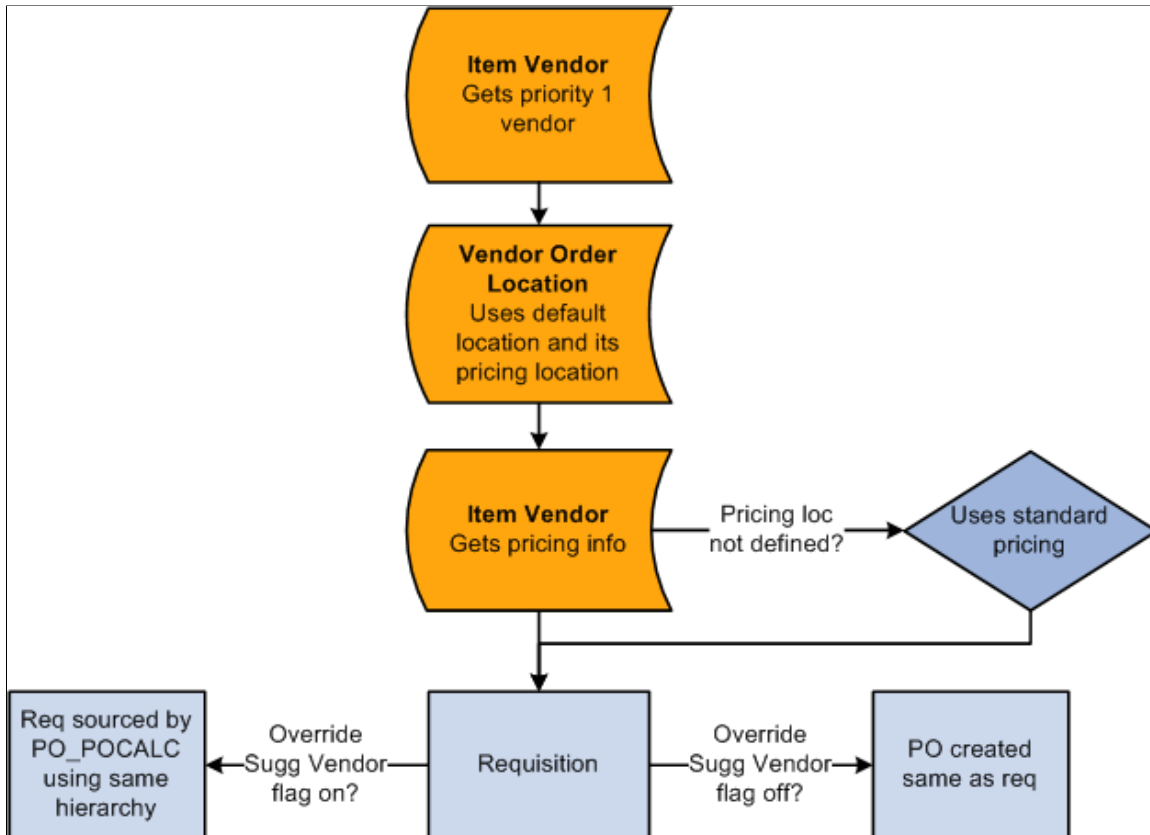 Item Vendor
Gets priority 1
vendor
Vendor Order
Location
Uses default
location and its
pricing location
Item Vendor
Gets pricing info
Pricing loc
not defined?
Uses standard
pricing
Req sourced by
PO_POCALC
using same
hierarchy
Override
Sugg Vendor
flag on?
Requisition
Override
Sugg Vendor
flag off?
PO created
same as req